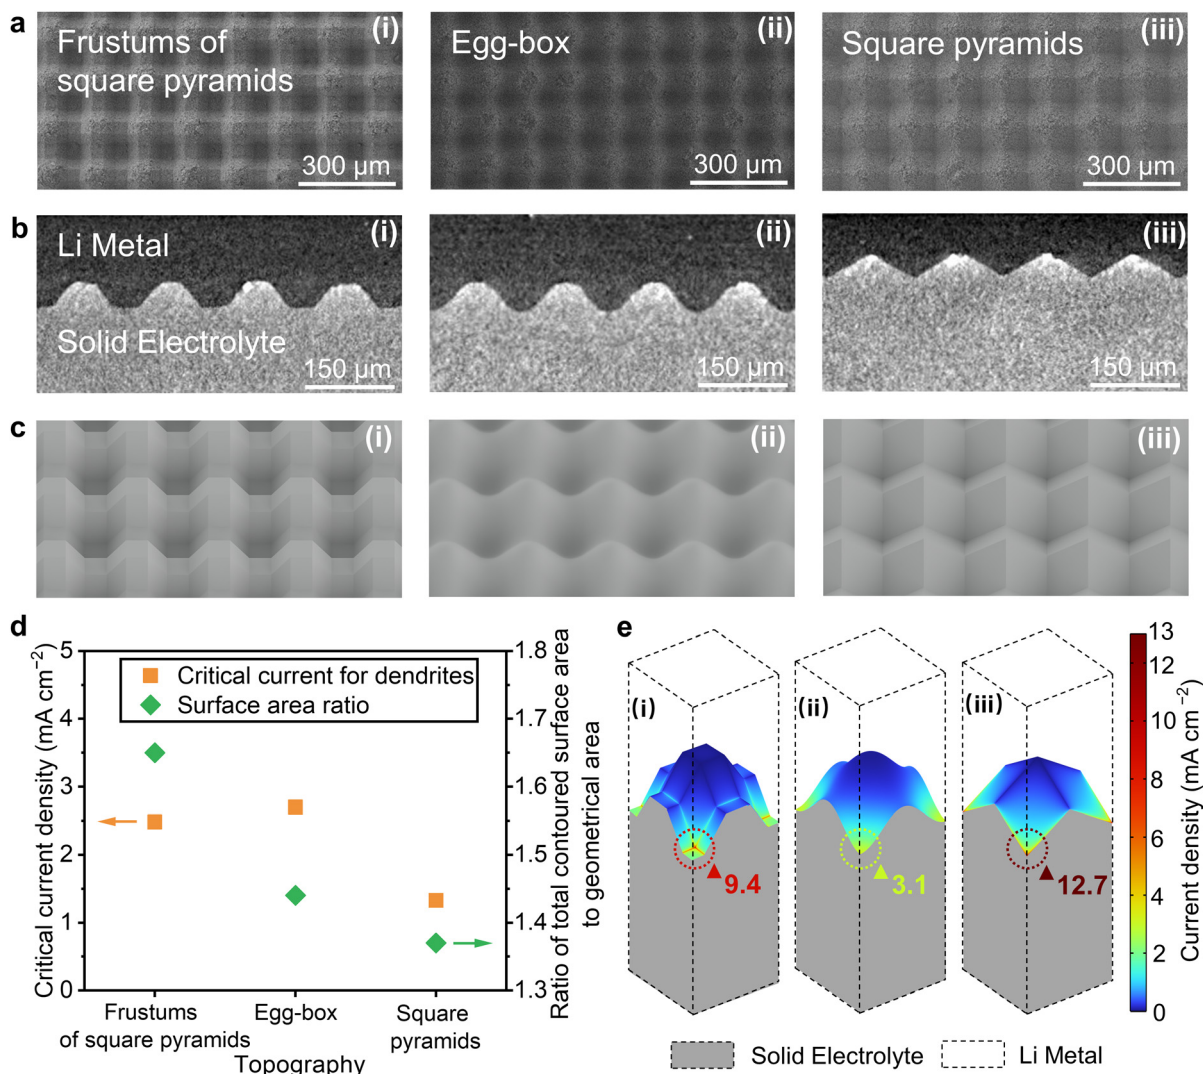 a
Frustums of
square pyramids
(i)
300 µm
Egg-box
(ii)
300 µm
Square pyramids
(iii)
300 µm
b
Li Metal
(i)
Solid Electrolyte
150 µm
(ii)
150 µm
(iii)
150 µm
c
(i)
(ii)
(iii)
d
Critical current density (mA cm⁻²)
5
4
3
2
1
0
Critical current for dendrites
Surface area ratio
1.8
1.7
1.6
1.5
1.4
1.3
Ratio of total contoured surface area
to geometrical area
Frustums
of square pyramids
Egg-box
Square
pyramids
Topography
e
(i)
9.4
(ii)
3.1
(iii)
12.7
13
12
10
8
6
4
2
0
Current density (mA cm⁻²)
Solid Electrolyte
Li Metal